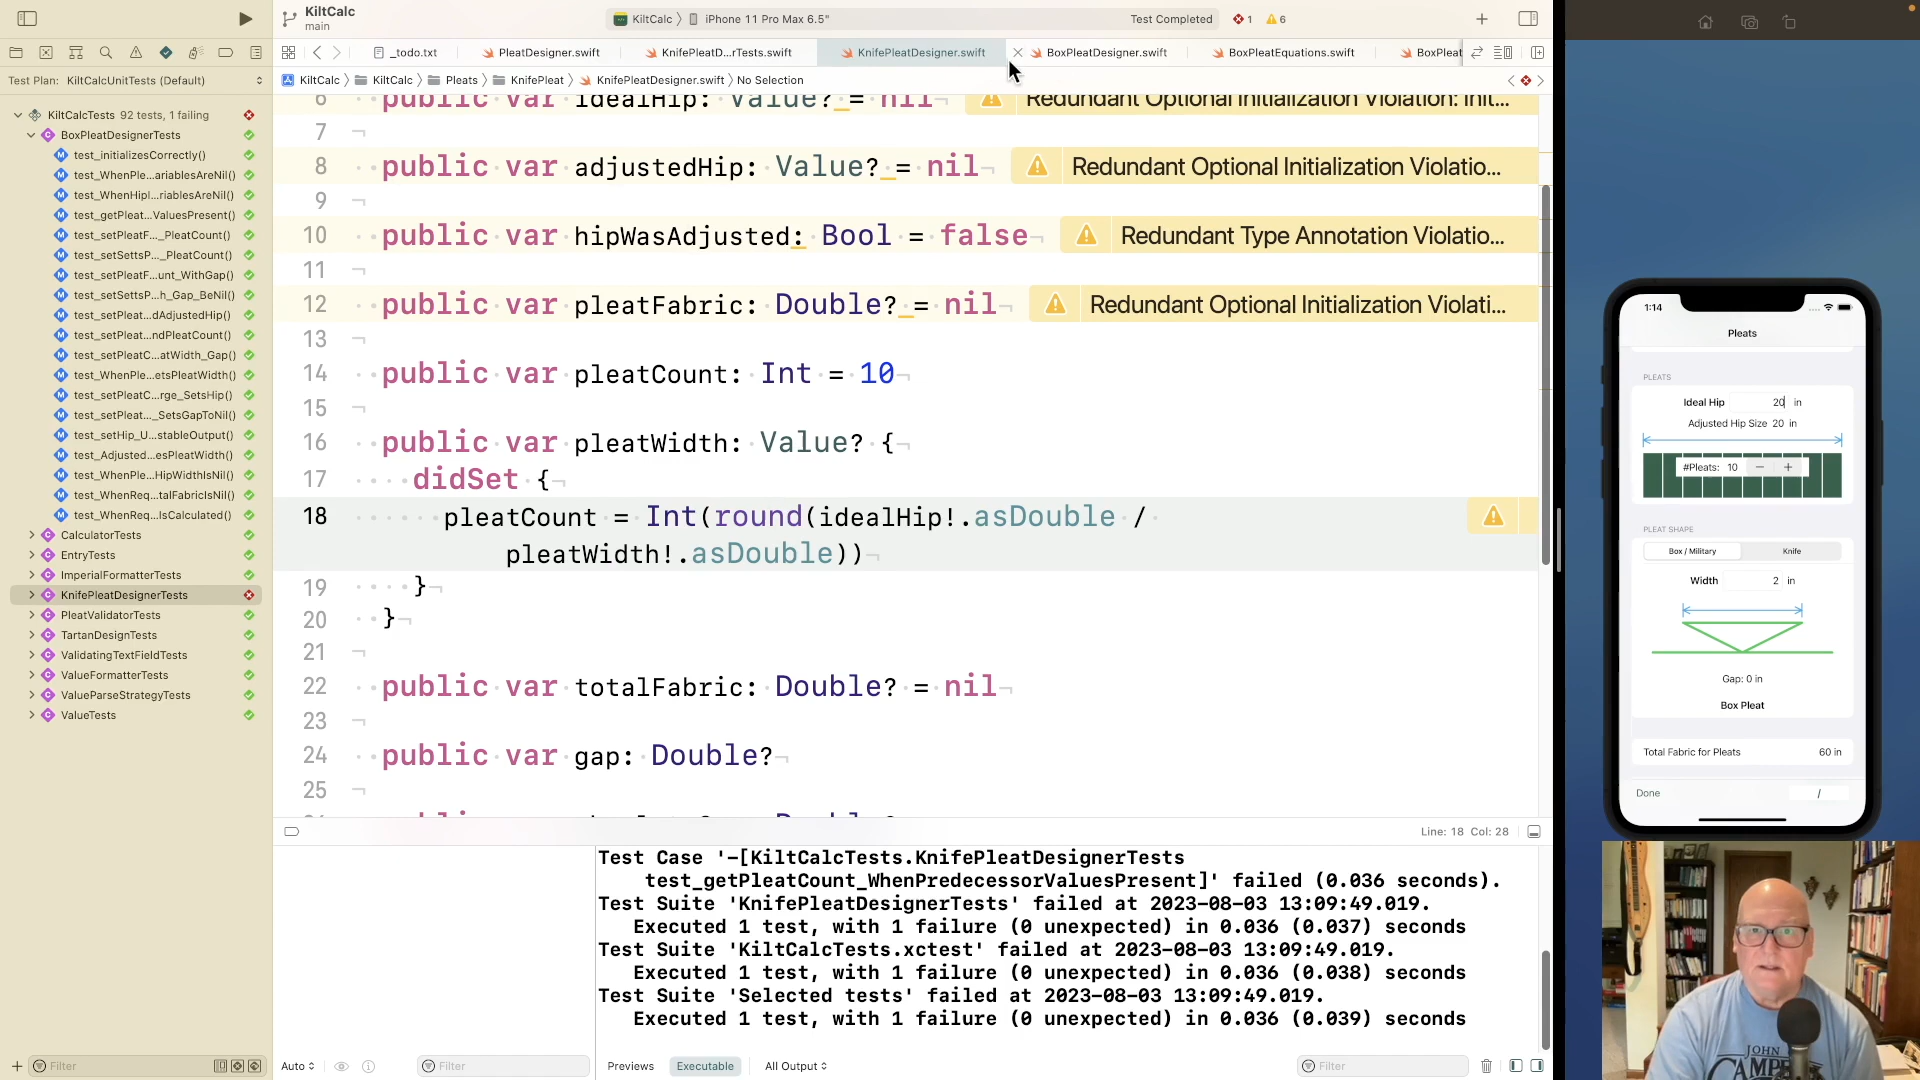 KiltCalc
main
KiltCalc
iPhone 11 Pro Max 6.5"
Test Completed
1
6
_todo.txt
PleatDesigner.swift
KnifePleatD...rTests.swift
KnifePleatDesigner.swift
BoxPleatDesigner.swift
BoxPleatEquations.swift
BoxPleat
Test Plan: KiltCalcUnitTests (Default)
KiltCalc
KiltCalc
Pleats
KnifePleat
KnifePleatDesigner.swift
No Selection
KiltCalcTests 92 tests, 1 failing
BoxPleatDesignerTests
test_initializesCorrectly()
test_WhenPle...ariablesAreNil()
test_WhenHipI...riablesAreNil()
test_getPleat...ValuesPresent()
test_setPleatF..._PleatCount()
test_setSettsP..._PleatCount()
test_setPleatF...unt_WithGap()
test_setSettsP...h_Gap_BeNil()
test_setPleat...dAdjustedHip()
test_setPleat...ndPleatCount()
test_setPleatC...atWidth_Gap()
test_WhenPle...etsPleatWidth()
test_setPleatC...arge_SetsHip()
test_setPleat..._SetsGapToNil()
test_setHip_U...stableOutput()
test_Adjusted...esPleatWidth()
test_WhenPle...HipWidthIsNil()
test_WhenReq...talFabricIsNil()
test_WhenReq...IsCalculated()
CalculatorTests
EntryTests
ImperialFormatterTests
KnifePleatDesignerTests
PleatValidatorTests
TartanDesignTests
ValidatingTextFieldTests
ValueFormatterTests
ValueParseStrategyTests
ValueTests
Filter
6 public var idealHip: Value? = nil Redundant Optional Initialization Violation: Init...
7
8 public var adjustedHip: Value? = nil Redundant Optional Initialization Violatio...
9
10 public var hipWasAdjusted: Bool = false Redundant Type Annotation Violatio...
11
12 public var pleatFabric: Double? = nil Redundant Optional Initialization Violati...
13
14 public var pleatCount: Int = 10
15
16 public var pleatWidth: Value? {
17 didSet {
18 pleatCount = Int(round(idealHip!.asDouble /
pleatWidth!.asDouble))
19 }
20 }
21
22 public var totalFabric: Double? = nil
23
24 public var gap: Double?
25
Line: 18 Col: 28
Test Case '-[KiltCalcTests.KnifePleatDesignerTests
test_getPleatCount_WhenPredecessorValuesPresent]' failed (0.036 seconds).
Test Suite 'KnifePleatDesignerTests' failed at 2023-08-03 13:09:49.019.
Executed 1 test, with 1 failure (0 unexpected) in 0.036 (0.037) seconds
Test Suite 'KiltCalcTests.xctest' failed at 2023-08-03 13:09:49.019.
Executed 1 test, with 1 failure (0 unexpected) in 0.036 (0.038) seconds
Test Suite 'Selected tests' failed at 2023-08-03 13:09:49.019.
Executed 1 test, with 1 failure (0 unexpected) in 0.036 (0.039) seconds
Auto
Filter
Previews
Executable
All Output
Filter
1:14
Pleats
PLEATS
Ideal Hip 20 in
Adjusted Hip Size 20 in
#Pleats: 10 − +
PLEAT SHAPE
Box / Military
Knife
Width 2 in
Gap: 0 in
Box Pleat
Total Fabric for Pleats 60 in
Done
/
JOHN